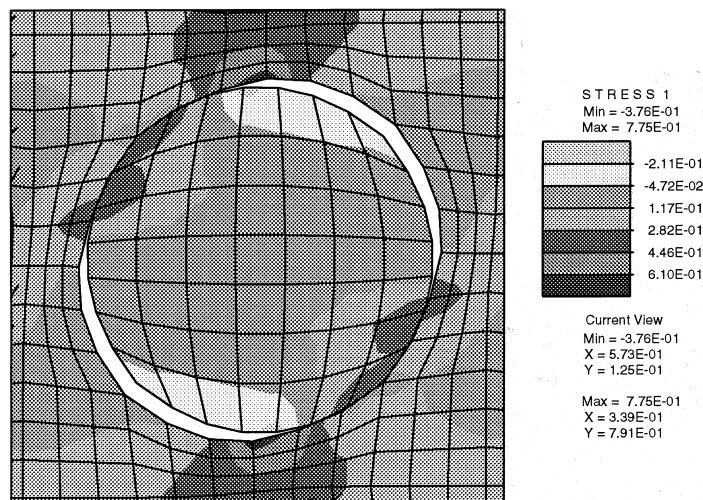 S T R E S S 1
Min = -3.76E-01
Max = 7.75E-01
-2.11E-01
-4.72E-02
1.17E-01
2.82E-01
4.46E-01
6.10E-01
Current View
Min = -3.76E-01
X = 5.73E-01
Y = 1.25E-01
Max = 7.75E-01
X = 3.39E-01
Y = 7.91E-01